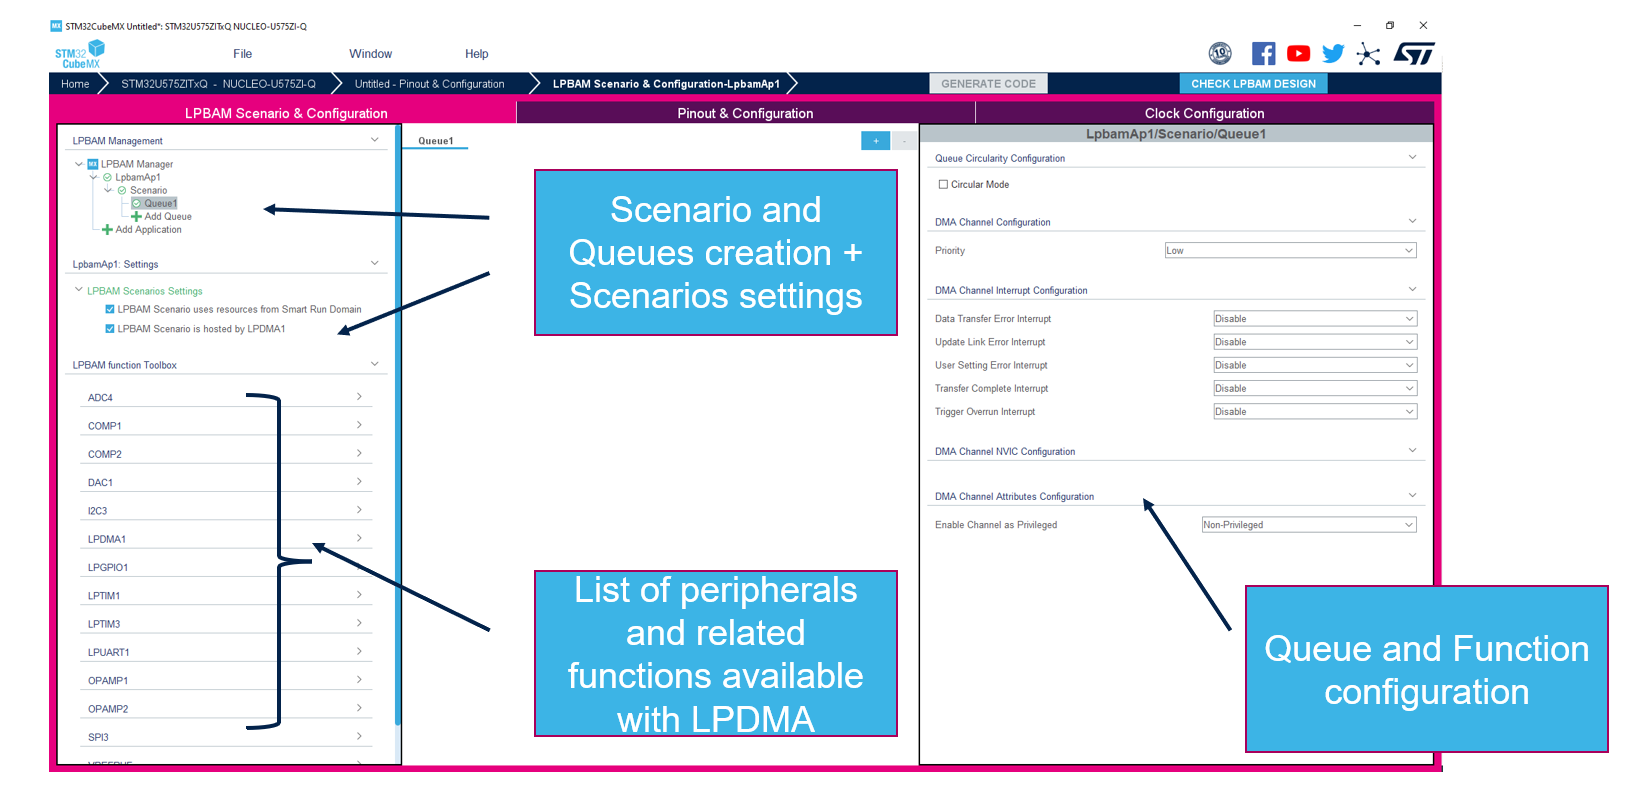 MX STM32CubeMX Untitled*: STM32U575ZITxQ NUCLEO-U575ZI-Q
STM32
CubeMX
File
Window
Help
10
Home
STM32U575ZITxQ - NUCLEO-U575ZI-Q
Untitled - Pinout & Configuration
LPBAM Scenario & Configuration-LpbamAp1
GENERATE CODE
CHECK LPBAM DESIGN
LPBAM Scenario & Configuration
Pinout & Configuration
Clock Configuration
LPBAM Management
MX LPBAM Manager
LpbamAp1
Scenario
Queue1
Add Queue
Add Application
LpbamAp1: Settings
LPBAM Scenarios Settings
LPBAM Scenario uses resources from Smart Run Domain
LPBAM Scenario is hosted by LPDMA1
LPBAM function Toolbox
ADC4
COMP1
COMP2
DAC1
I2C3
LPDMA1
LPGPIO1
LPTIM1
LPTIM3
LPUART1
OPAMP1
OPAMP2
SPI3
Queue1
+ -
Scenario and
Queues creation +
Scenarios settings
List of peripherals
and related
functions available
with LPDMA
LpbamAp1/Scenario/Queue1
Queue Circularity Configuration
Circular Mode
DMA Channel Configuration
Priority Low
DMA Channel Interrupt Configuration
Data Transfer Error Interrupt Disable
Update Link Error Interrupt Disable
User Setting Error Interrupt Disable
Transfer Complete Interrupt Disable
Trigger Overrun Interrupt Disable
DMA Channel NVIC Configuration
DMA Channel Attributes Configuration
Enable Channel as Privileged Non-Privileged
Queue and Function
configuration